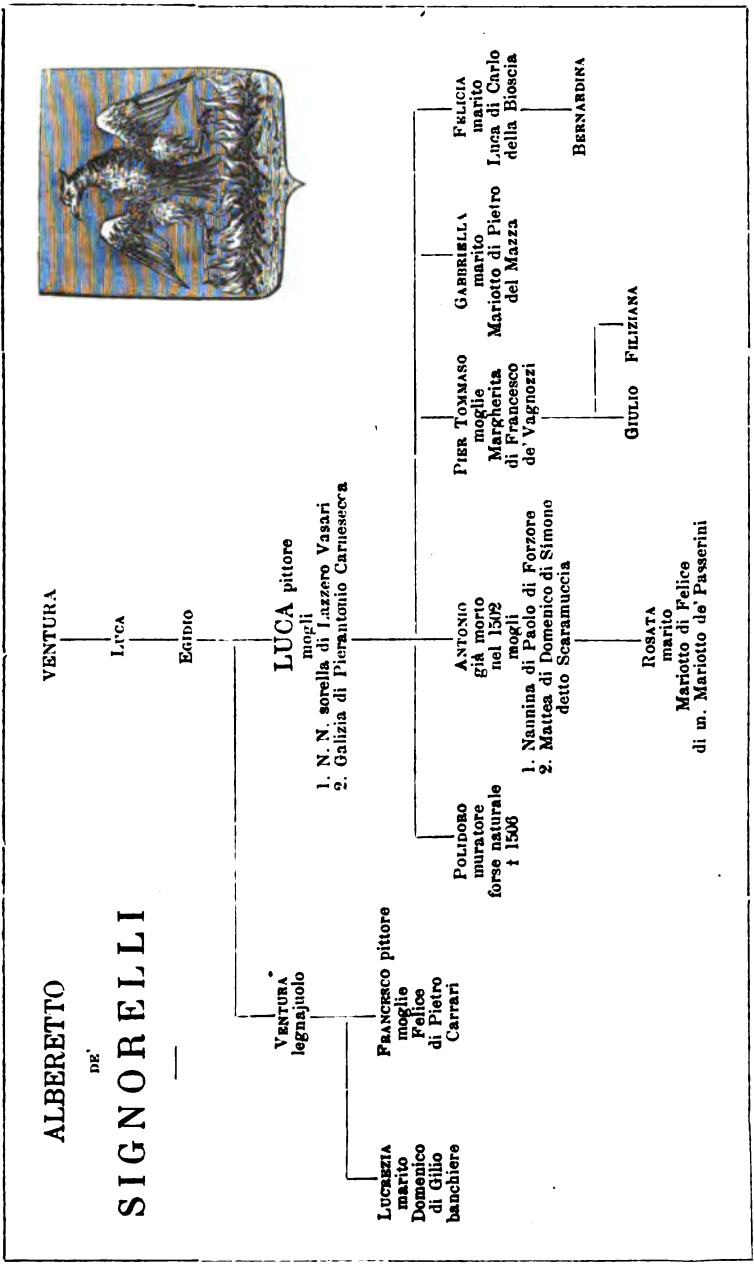 ALBERETTO
DE'
SIGNORELLI
VENTURA
LUCA
EGIDIO
VENTURA
legnajuolo
LUCA pittore
mogli
1. N. N. sorella di Lazzero Vasari
2. Galizia di Pierantonio Carnesecca
LUCREZIA
marito
Domenico
di Gilio
banchiere
FRANCESCO pittore
moglie
Felice
di Pietro
Carrari
POLIDORO
muratore
forse naturale
† 1506
ANTONIO
già morto
nel 1502
mogli
1. Nannina di Paolo di Forzore
2. Mattea di Domenico di Simono
detto Scaramuccia
PIER TOMMASO
moglie
Margherita
di Francesco
de' Vagnozzi
GABBRIELLA
marito
Mariotto di Pietro
del Mazza
FELICIA
marito
Luca di Carlo
della Bioscia
ROSATA
marito
Mariotto di Felice
di m. Mariotto de' Passerini
GIULIO FILIZIANA
BERNARDINA